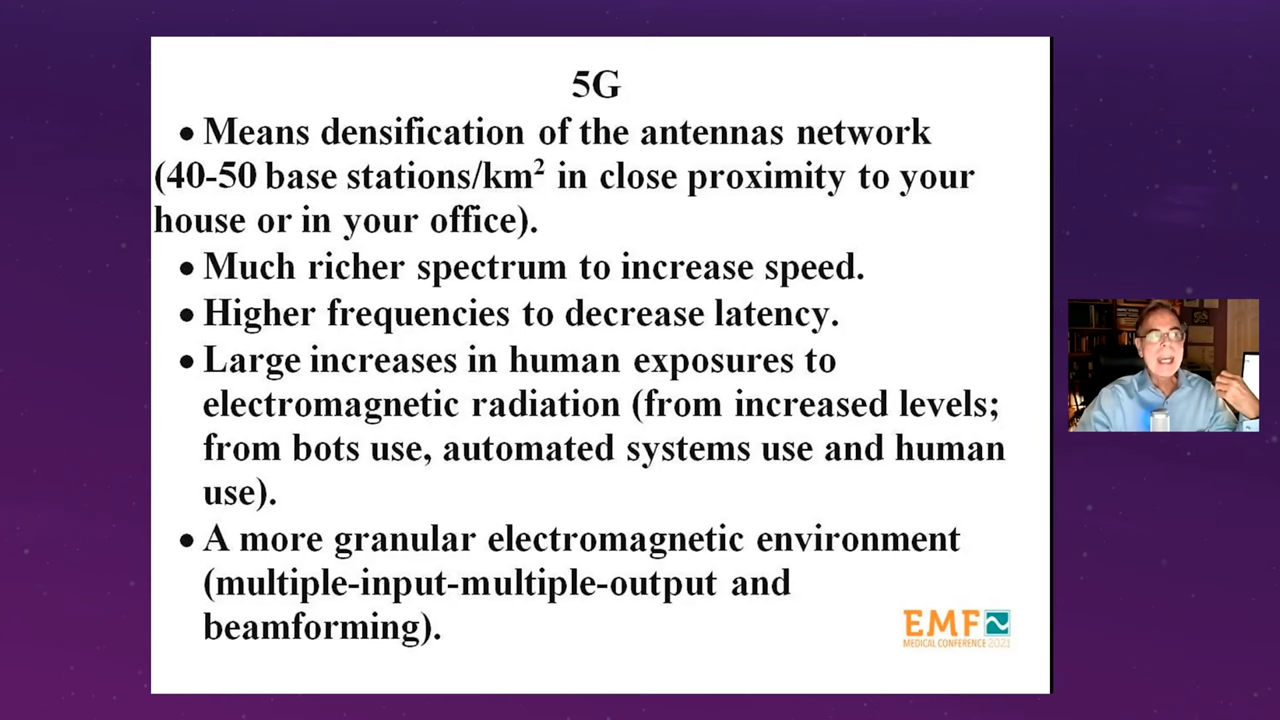 5G
• Means densification of the antennas network
(40-50 base stations/km² in close proximity to your
house or in your office).
• Much richer spectrum to increase speed.
• Higher frequencies to decrease latency.
• Large increases in human exposures to
electromagnetic radiation (from increased levels;
from bots use, automated systems use and human
use).
• A more granular electromagnetic environment
(multiple-input-multiple-output and
beamforming).
EMF
MEDICAL CONFERENCE 2021